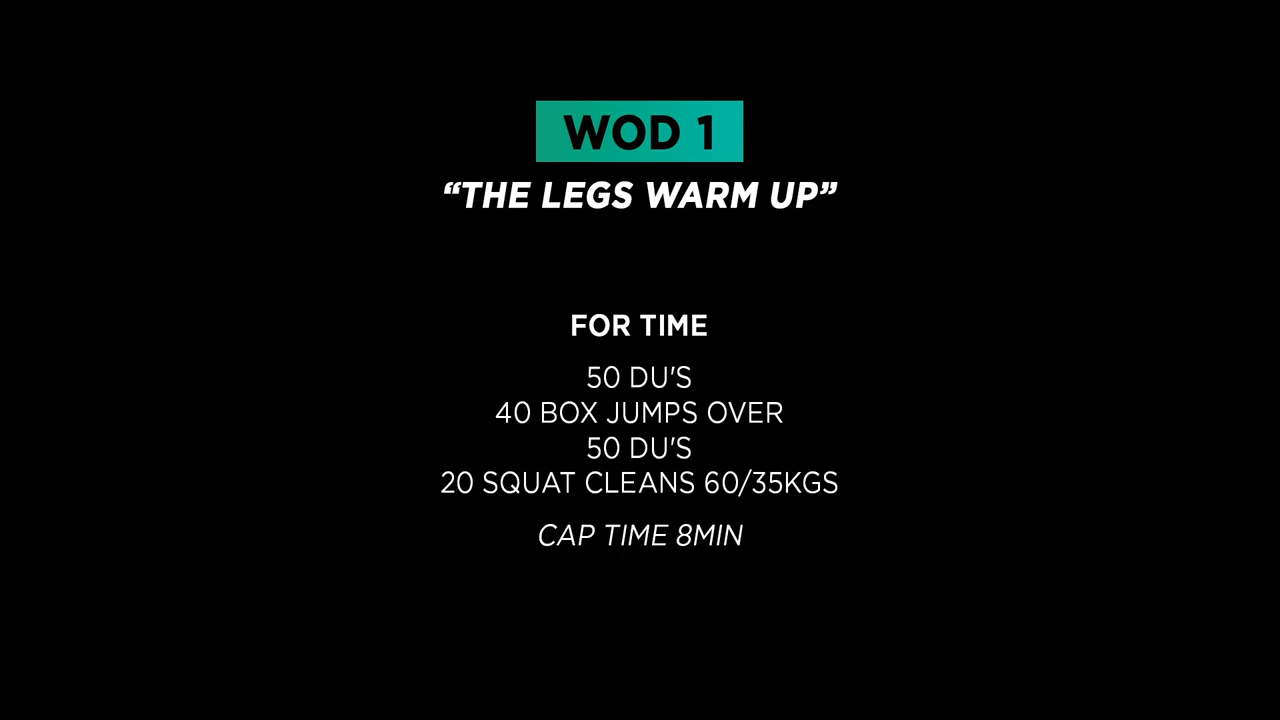 WOD 1
“THE LEGS WARM UP”
FOR TIME
50 DU'S
40 BOX JUMPS OVER
50 DU'S
20 SQUAT CLEANS 60/35KGS
CAP TIME 8MIN